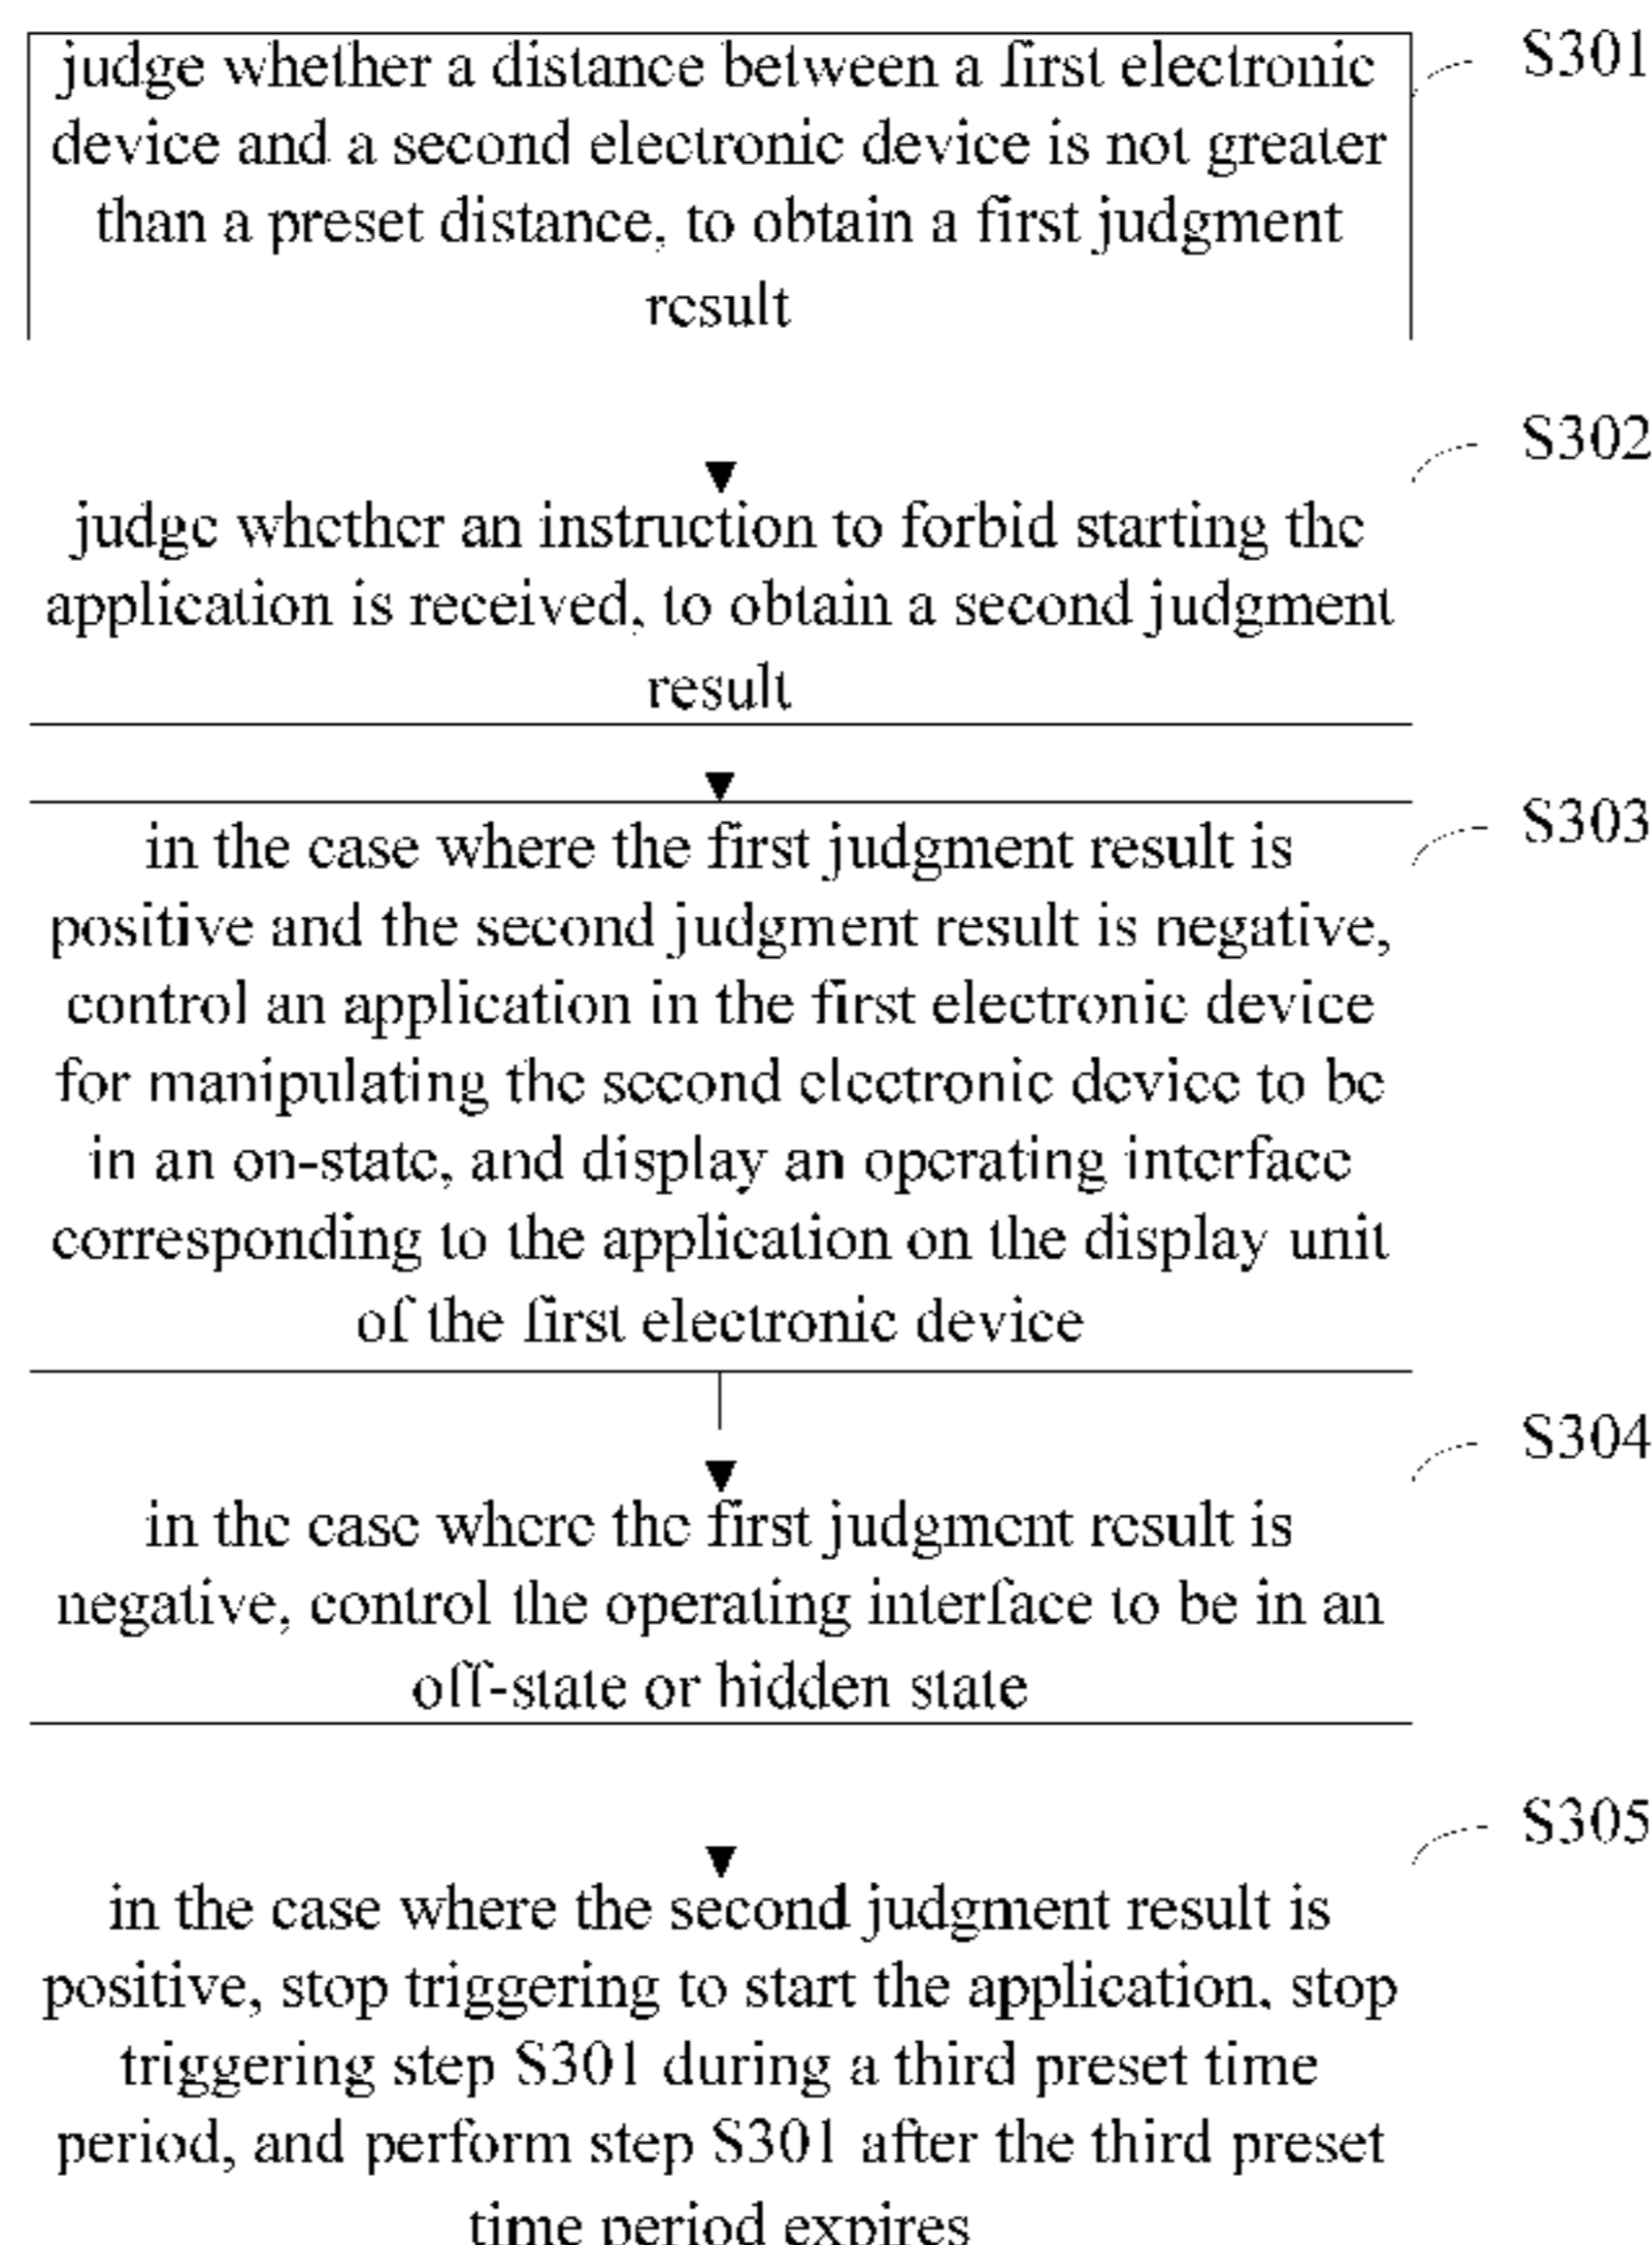 judge whether a distance between a first electronic
device and a second electronic device is not greater
than a preset distance, to obtain a first judgment
result
S301
judge whether an instruction to forbid starting the
application is received, to obtain a second judgment
result
S302
in the case where the first judgment result is
positive and the second judgment result is negative,
control an application in the first electronic device
for manipulating the second electronic device to be
in an on-state, and display an operating interface
corresponding to the application on the display unit
of the first electronic device
S303
in the case where the first judgment result is
negative, control the operating interface to be in an
off-state or hidden state
S304
in the case where the second judgment result is
positive, stop triggering to start the application, stop
triggering step S301 during a third preset time
period, and perform step S301 after the third preset
time period expires
S305